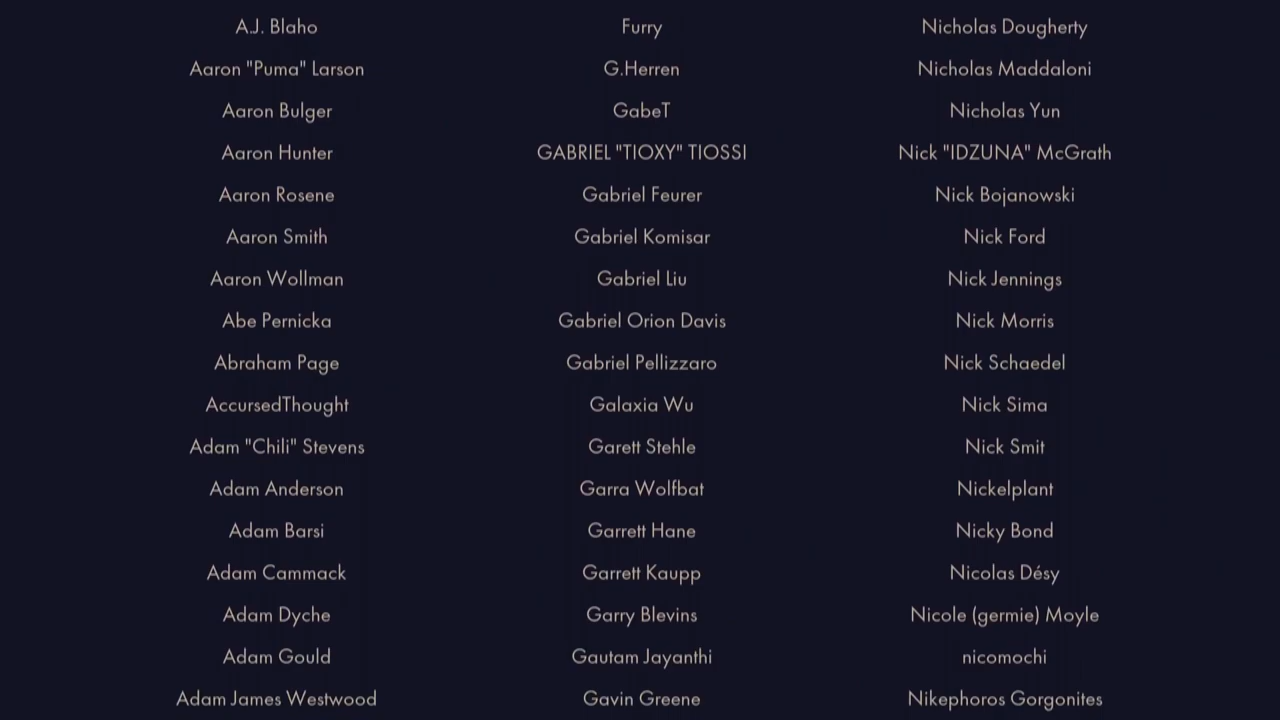 A.J. Blaho
Aaron "Puma" Larson
Aaron Bulger
Aaron Hunter
Aaron Rosene
Aaron Smith
Aaron Wollman
Abe Pernicka
Abraham Page
AccursedThought
Adam "Chili" Stevens
Adam Anderson
Adam Barsi
Adam Cammack
Adam Dyche
Adam Gould
Adam James Westwood
Furry
G.Herren
GabeT
GABRIEL "TIOXY" TIOSSI
Gabriel Feurer
Gabriel Komisar
Gabriel Liu
Gabriel Orion Davis
Gabriel Pellizzaro
Galaxia Wu
Garett Stehle
Garra Wolfbat
Garrett Hane
Garrett Kaupp
Garry Blevins
Gautam Jayanthi
Gavin Greene
Nicholas Dougherty
Nicholas Maddaloni
Nicholas Yun
Nick "IDZUNA" McGrath
Nick Bojanowski
Nick Ford
Nick Jennings
Nick Morris
Nick Schaedel
Nick Sima
Nick Smit
Nickelplant
Nicky Bond
Nicolas Désy
Nicole (germie) Moyle
nicomochi
Nikephoros Gorgonites